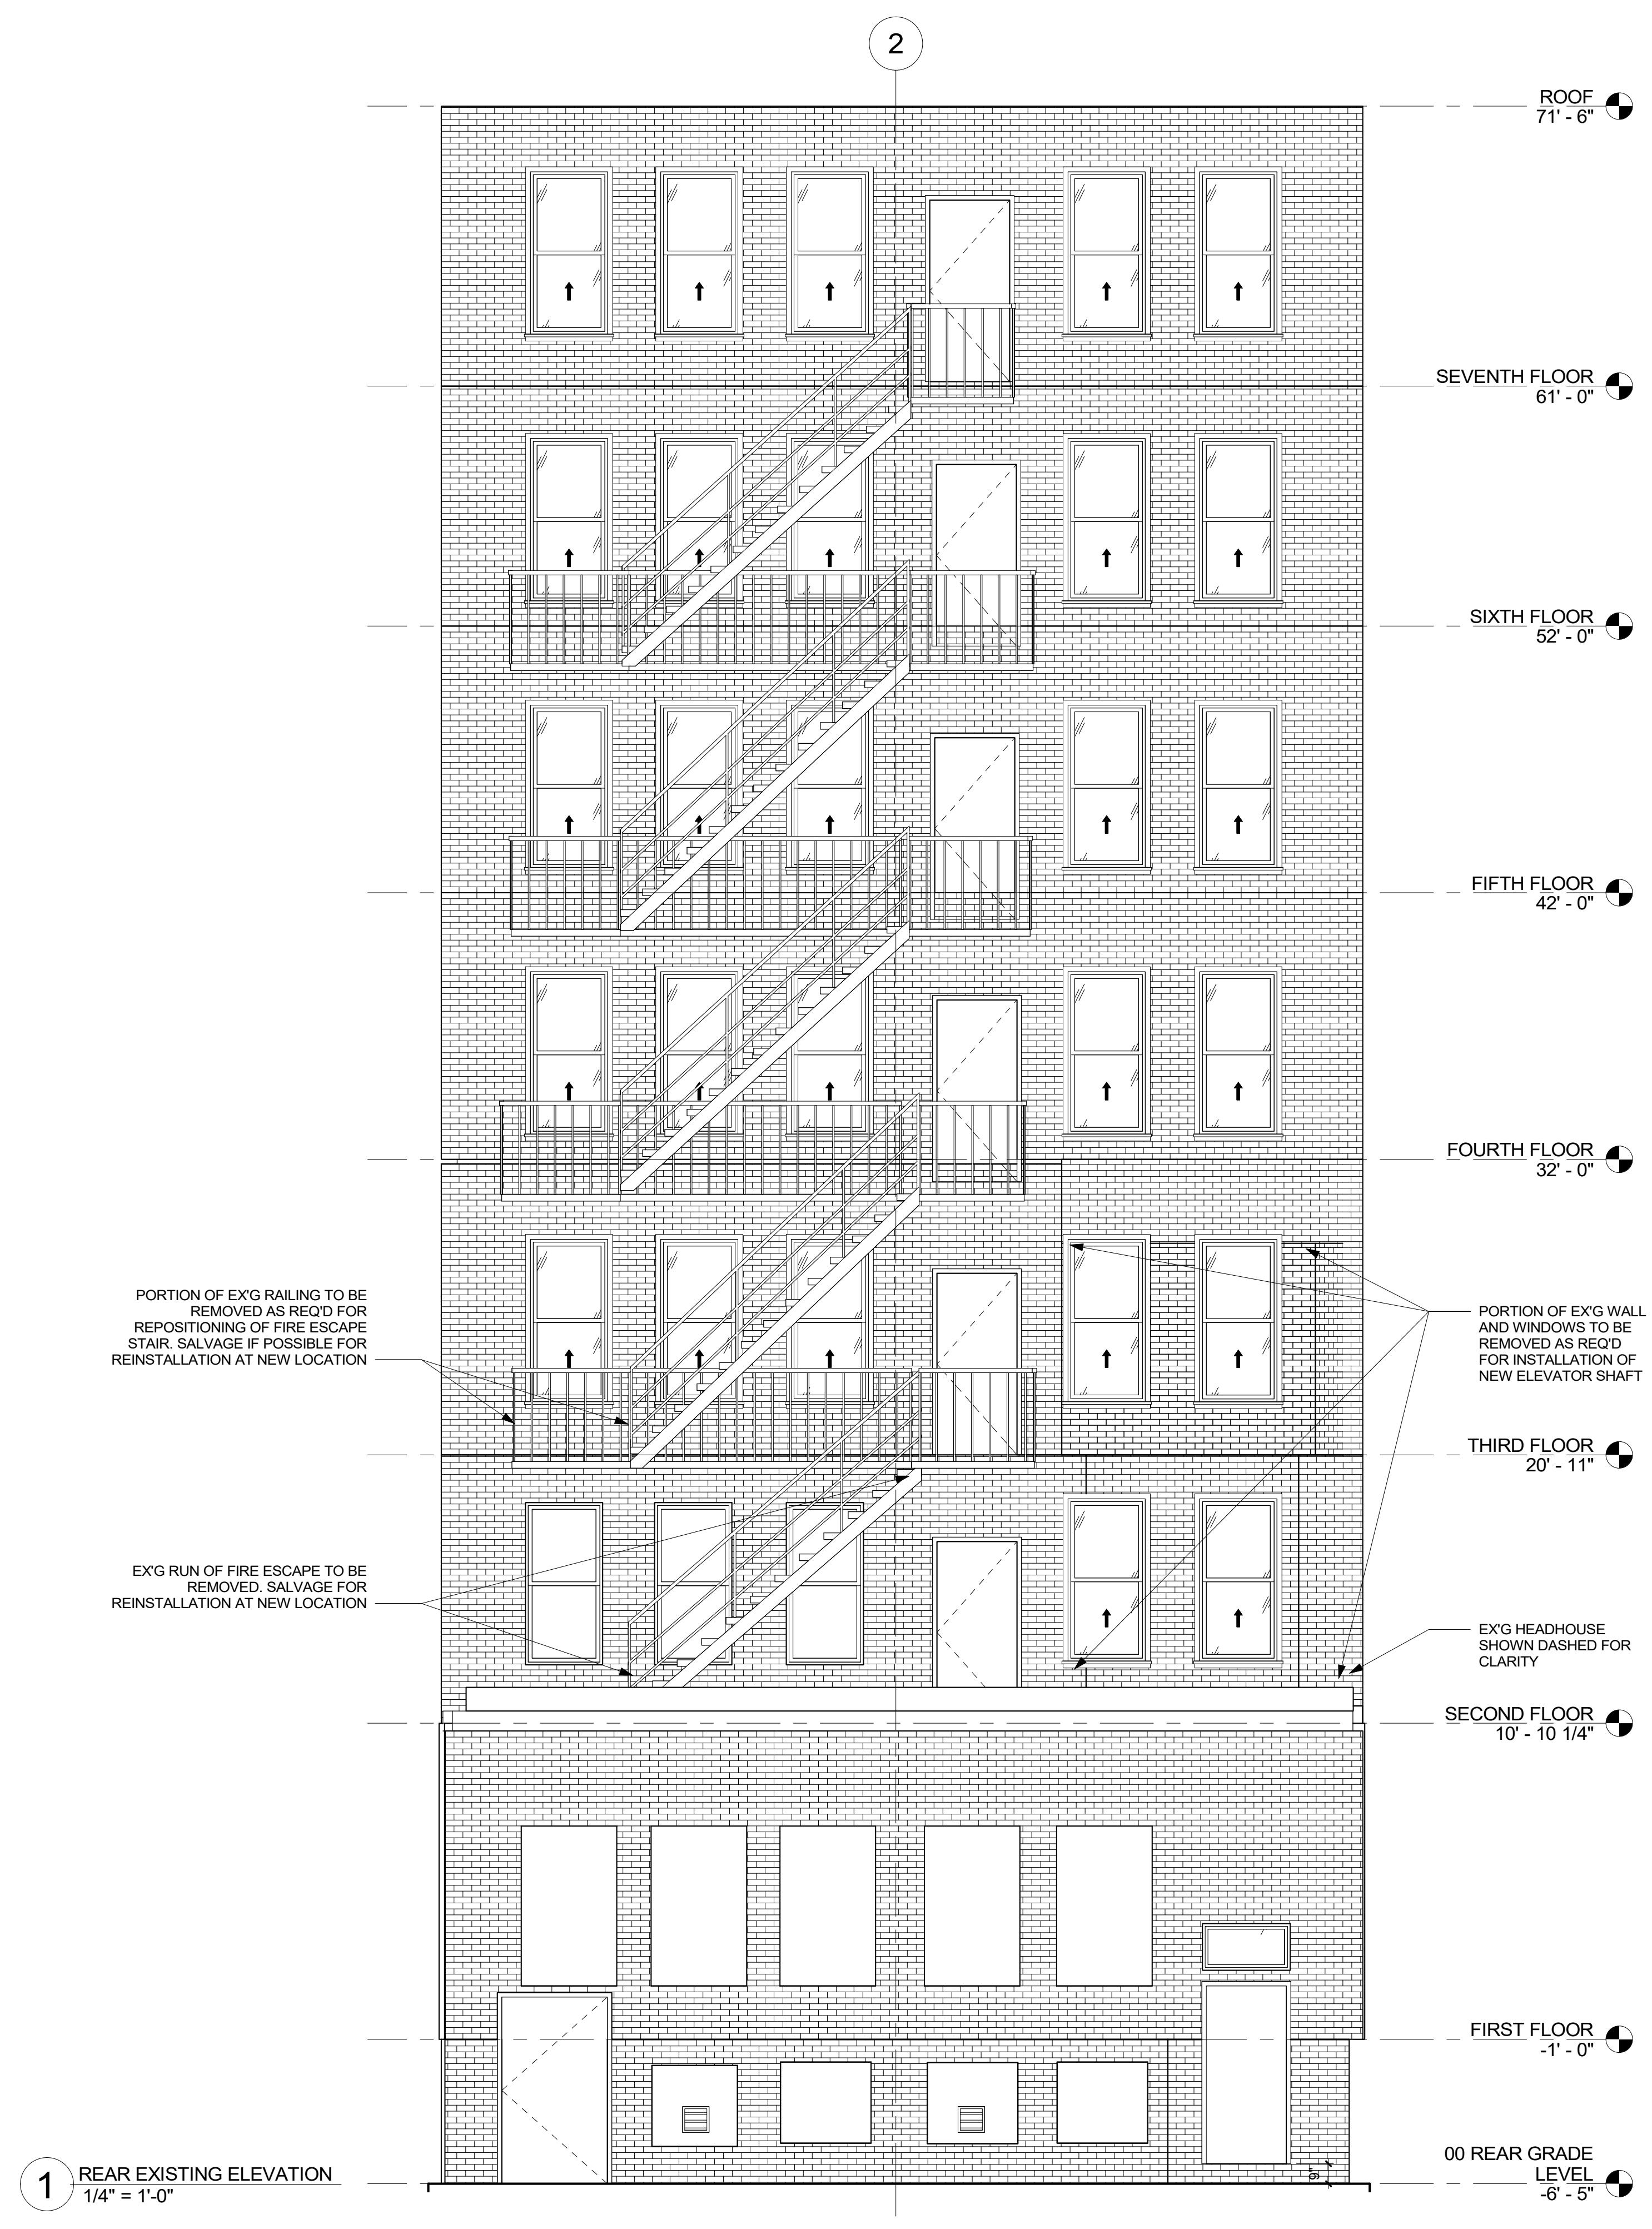 2
ROOF
71' - 6"
SEVENTH FLOOR
61' - 0"
SIXTH FLOOR
52' - 0"
FIFTH FLOOR
42' - 0"
FOURTH FLOOR
32' - 0"
PORTION OF EX'G RAILING TO BE
REMOVED AS REQ'D FOR
REPOSITIONING OF FIRE ESCAPE
STAIR. SALVAGE IF POSSIBLE FOR
REINSTALLATION AT NEW LOCATION
PORTION OF EX'G WALL
AND WINDOWS TO BE
REMOVED AS REQ'D
FOR INSTALLATION OF
NEW ELEVATOR SHAFT
THIRD FLOOR
20' - 11"
EX'G RUN OF FIRE ESCAPE TO BE
REMOVED. SALVAGE FOR
REINSTALLATION AT NEW LOCATION
EX'G HEADHOUSE
SHOWN DASHED FOR
CLARITY
SECOND FLOOR
10' - 10 1/4"
FIRST FLOOR
-1' - 0"
00 REAR GRADE
LEVEL
-6' - 5"
9"
1
REAR EXISTING ELEVATION
1/4" = 1'-0"